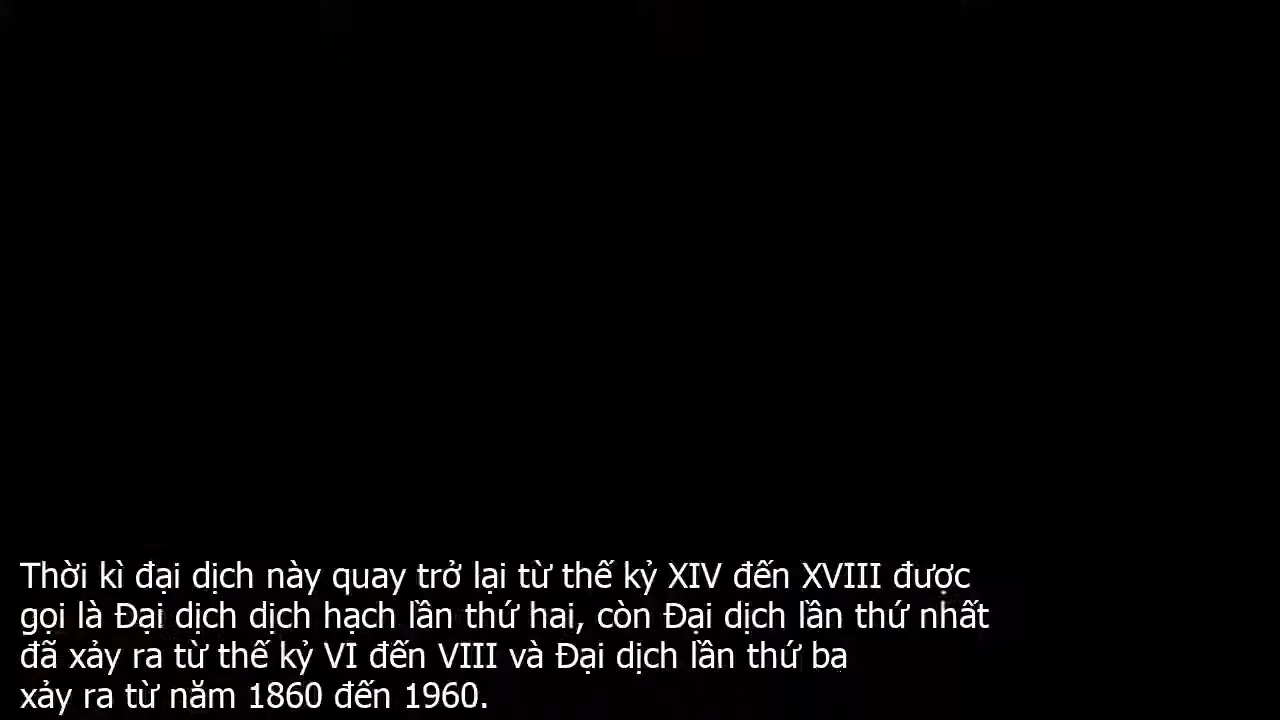 Thời kì đại dịch này quay trở lại từ thế kỷ XIV đến XVIII được
gọi là Đại dịch dịch hạch lần thứ hai, còn Đại dịch lần thứ nhất
đã xảy ra từ thế kỷ VI đến VIII và Đại dịch lần thứ ba
xảy ra từ năm 1860 đến 1960.